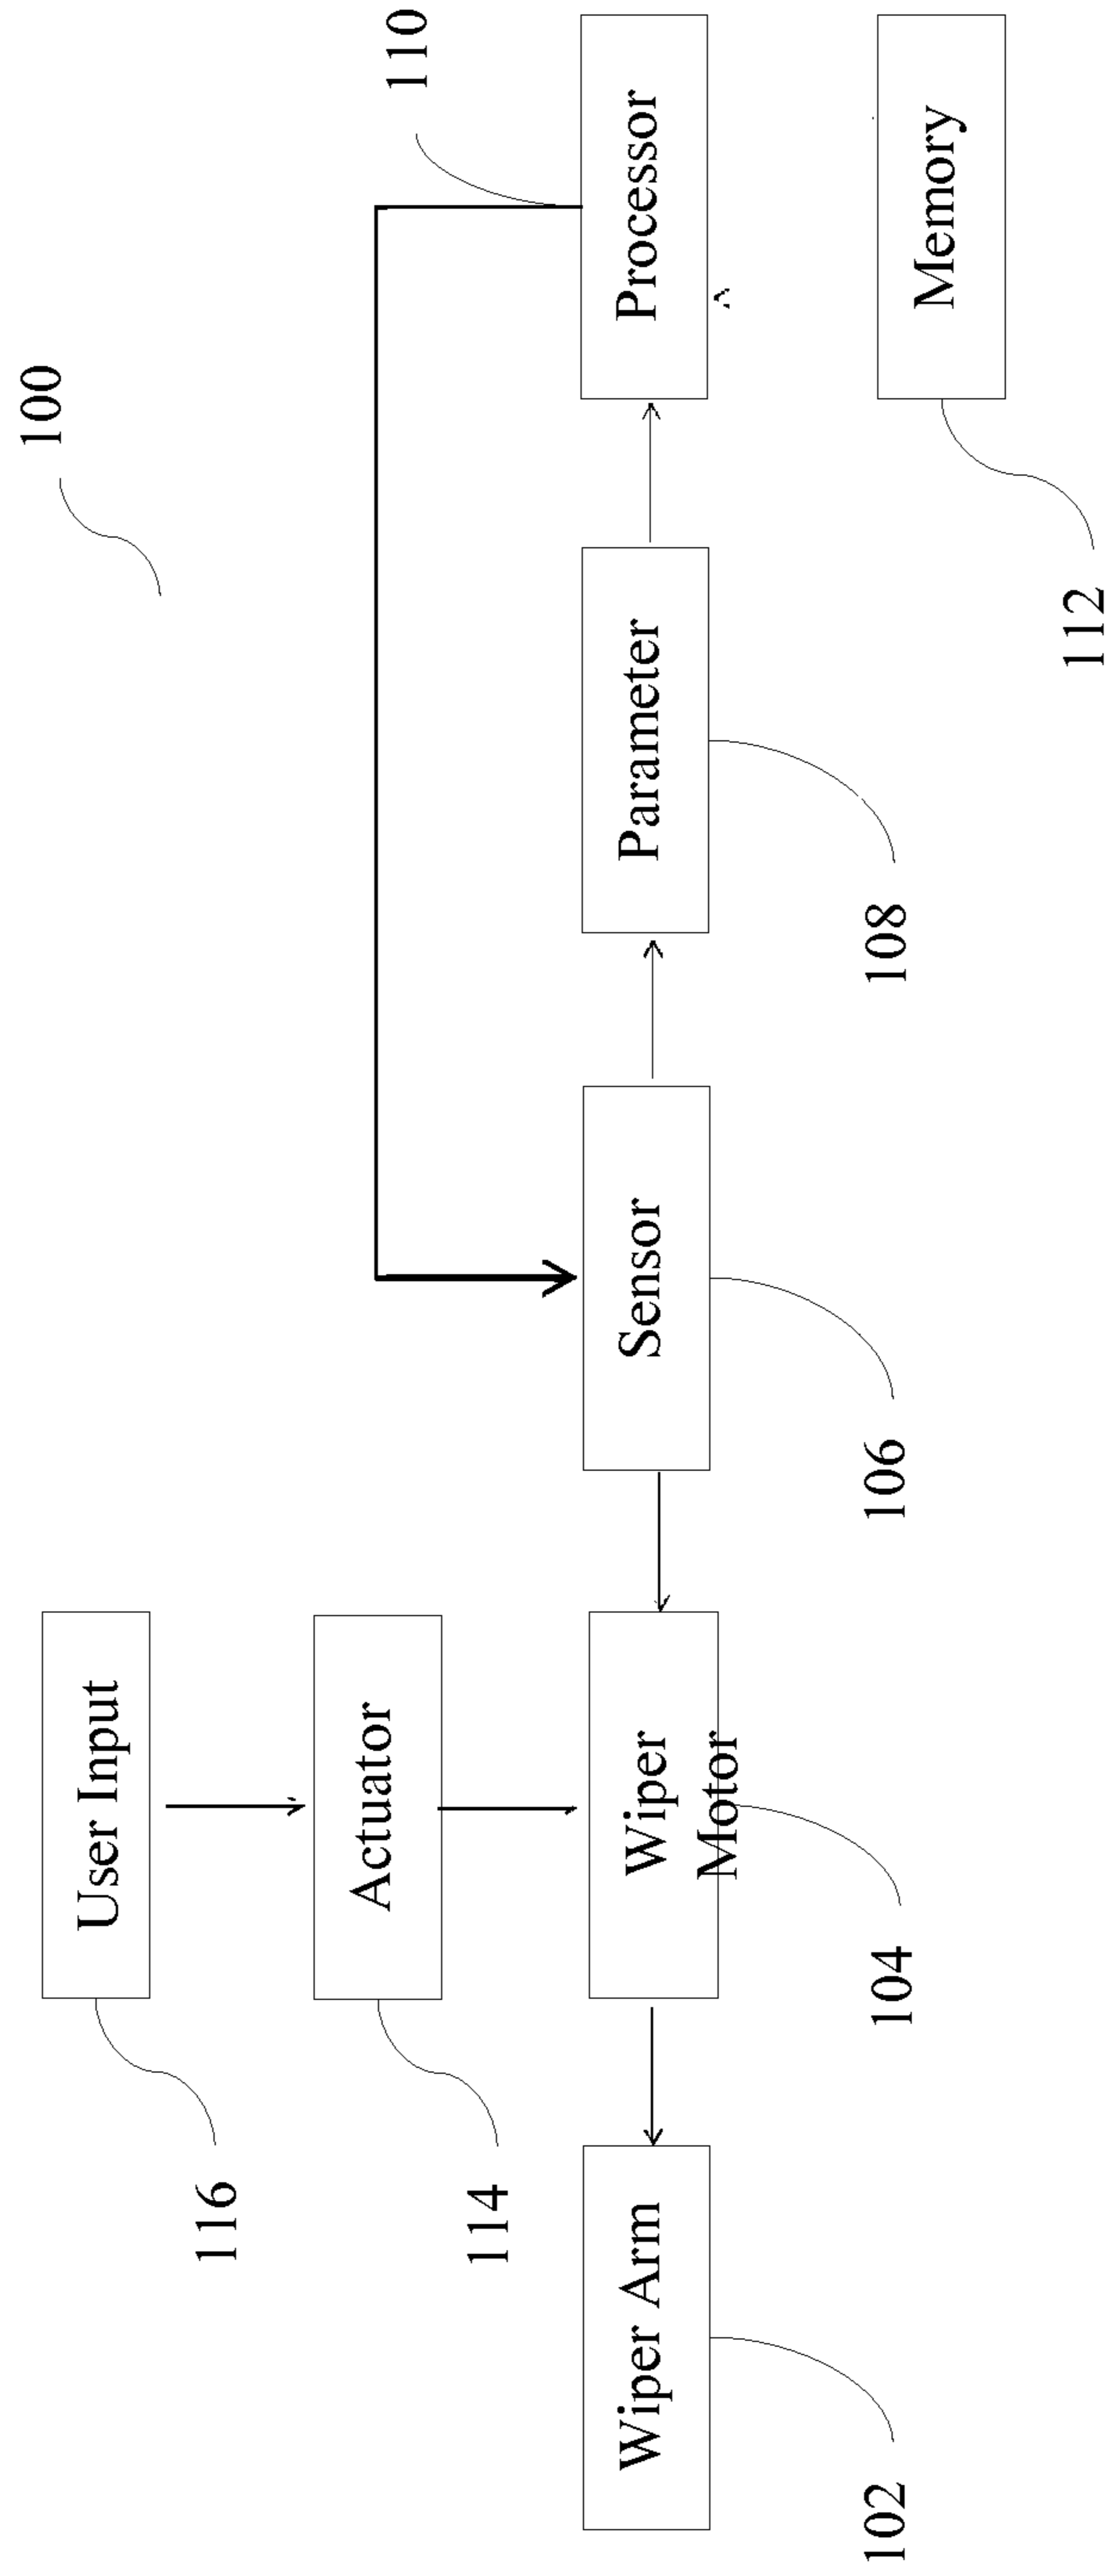 100
User Input
116
110
Actuator
114
Wiper Arm
Wiper
Motor
Sensor
Parameter
Processor
102
104
106
108
Memory
112